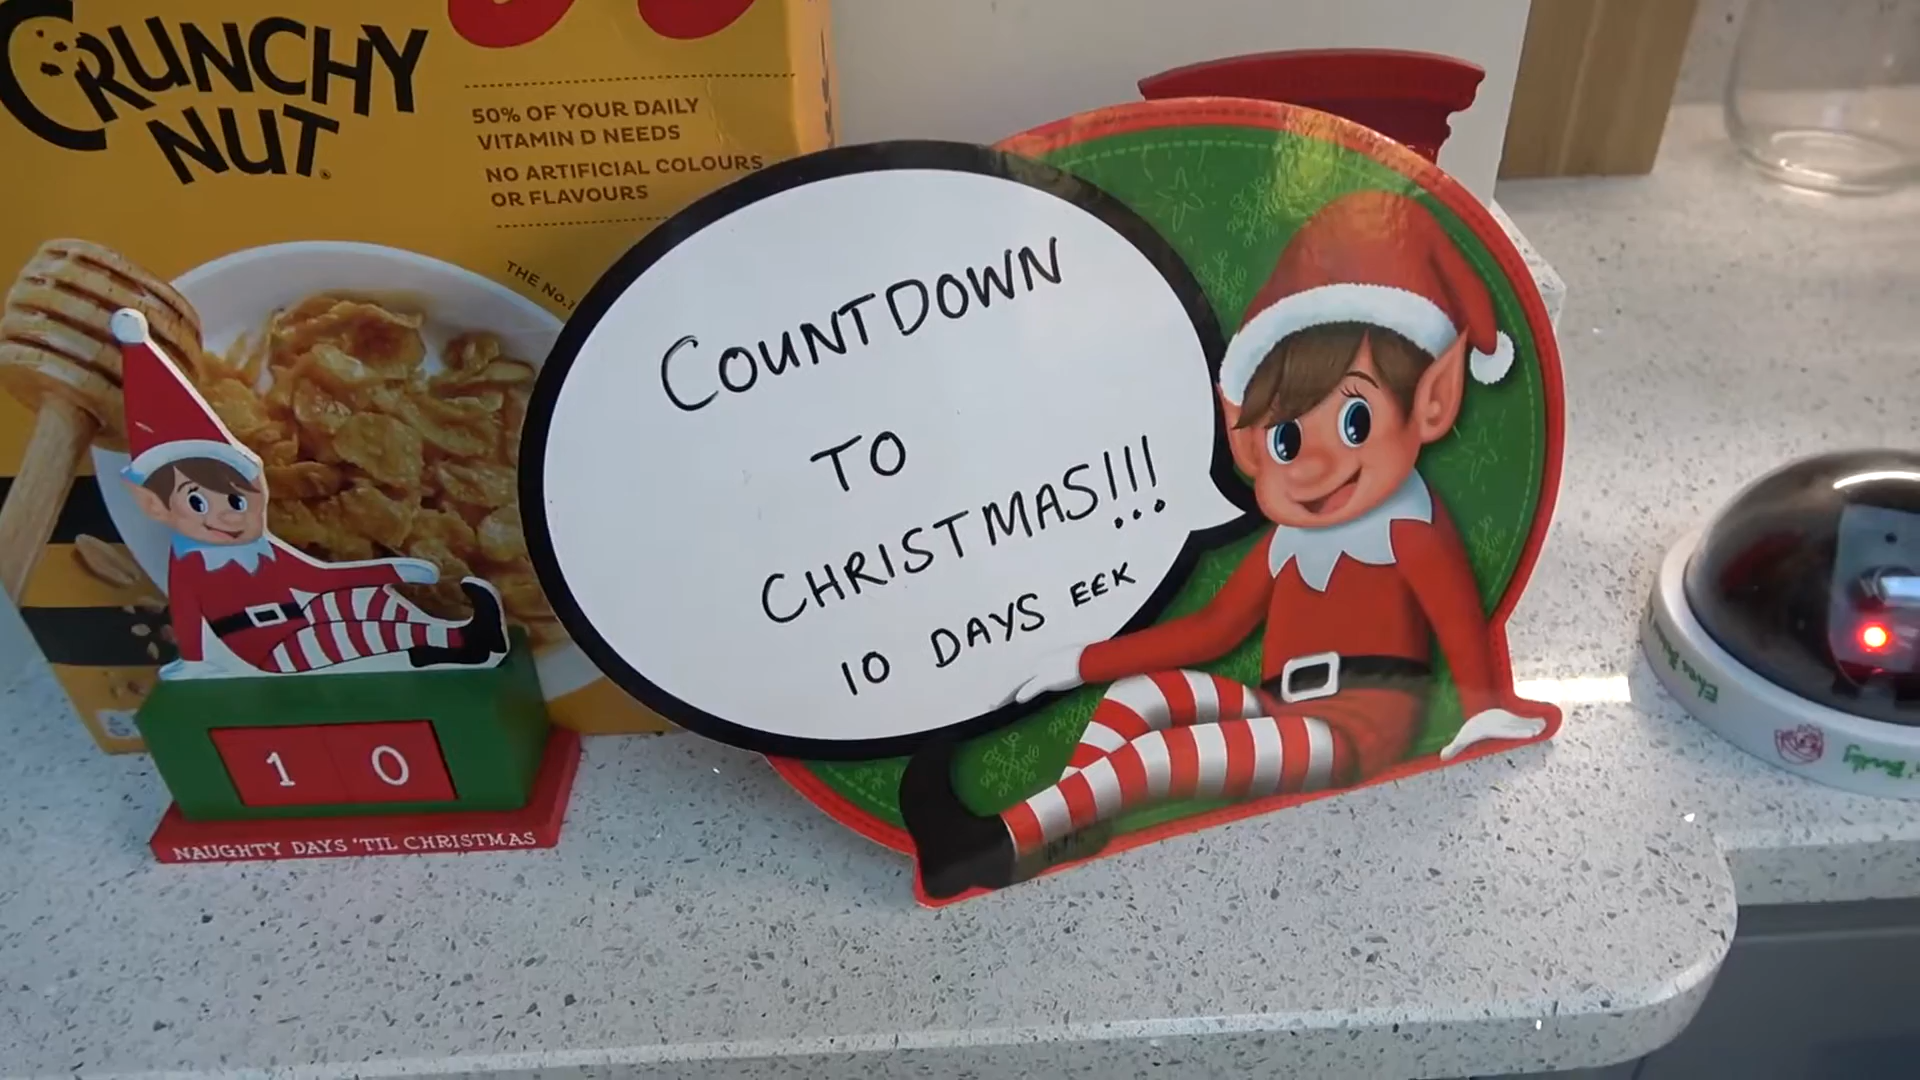 CRUNCHY
NUT
50% OF YOUR DAILY
VITAMIN D NEEDS
NO ARTIFICIAL COLOURS
OR FLAVOURS
THE No.1
COUNTDOWN
TO
CHRISTMAS!!!
10 DAYS EEK
1 0
NAUGHTY DAYS 'TIL CHRISTMAS